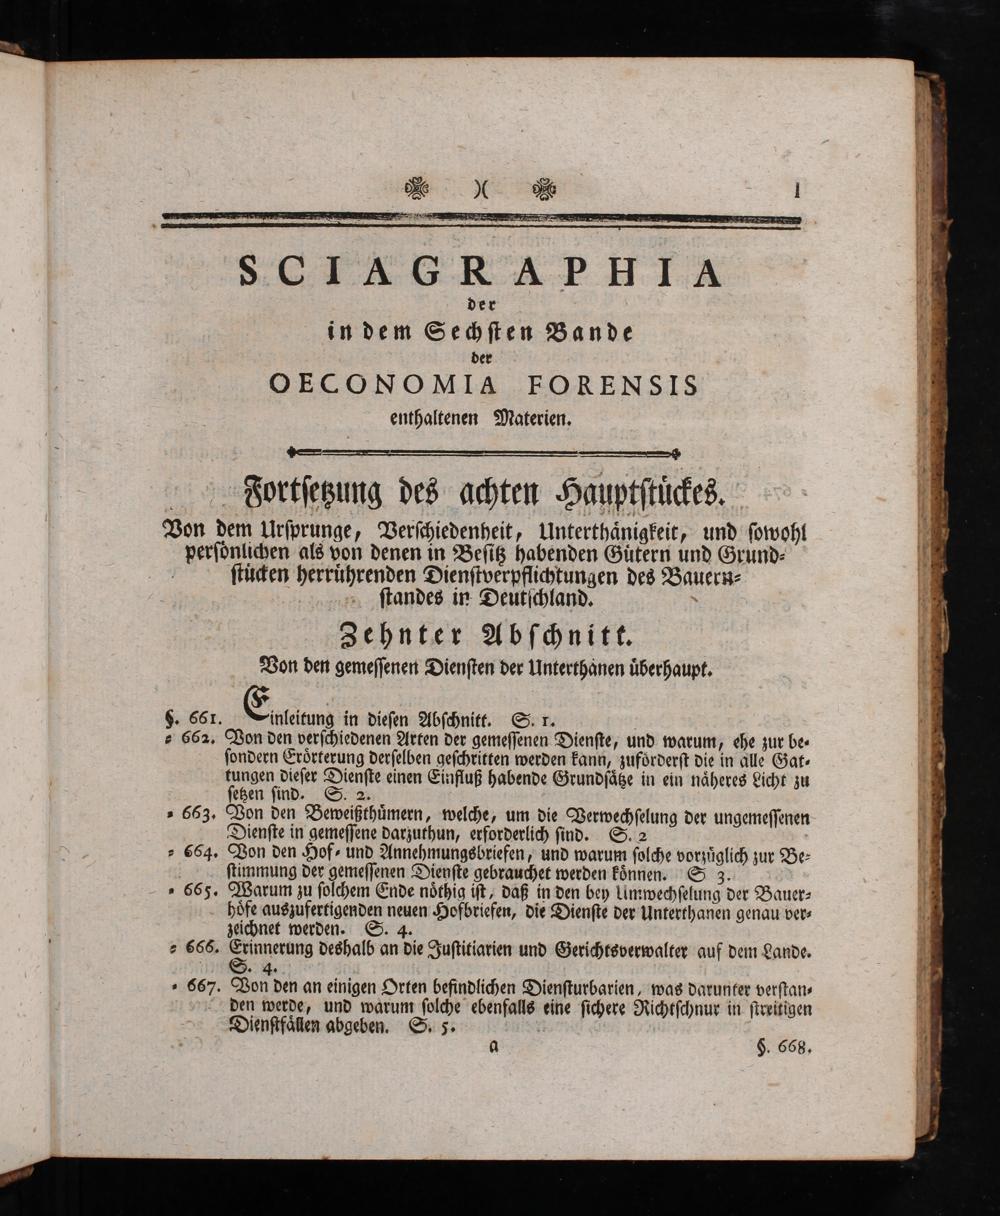 )( 1
SCIAGRAPHIA
der
in dem Sechsten Bande
der
OECONOMIA FORENSIS
enthaltenen Materien.
Fortsetzung des achten Hauptstückes.
Von dem Ursprunge, Verschiedenheit, Unterthänigkeit, und sowohl
persönlichen als von denen in Besitz habenden Gütern und Grund-
stücken herrührenden Dienstverpflichtungen des Bauern-
standes in Deutschland.
Zehnter Abschnitt.
Von den gemessenen Diensten der Unterthanen überhaupt.
§. 661. Einleitung in diesen Abschnitt. S. 1.
- 662. Von den verschiedenen Arten der gemessenen Dienste, und warum, ehe zur be-
sondern Erörterung derselben geschritten werden kann, zuförderst die in alle Gat-
tungen dieser Dienste einen Einfluß habende Grundsätze in ein näheres Licht zu
setzen sind. S. 2.
- 663. Von den Beweißthümern, welche, um die Verwechselung der ungemessenen
Dienste in gemessene darzuthun, erforderlich sind. S. 2
- 664. Von den Hof- und Annehmungsbriefen, und warum solche vorzüglich zur Be-
stimmung der gemessenen Dienste gebrauchet werden können. S 3.
- 665. Warum zu solchem Ende nöthig ist, daß in den bey Umwechselung der Bauer-
höfe auszufertigenden neuen Hofbriefen, die Dienste der Unterthanen genau ver-
zeichnet werden. S. 4.
- 666. Erinnerung deshalb an die Justitiarien und Gerichtsverwalter auf dem Lande.
S. 4.
- 667. Von den an einigen Orten befindlichen Diensturbarien, was darunter verstan-
den werde, und warum solche ebenfalls eine sichere Richtschnur in streitigen
Dienstfällen abgeben. S. 5.
a §. 668.